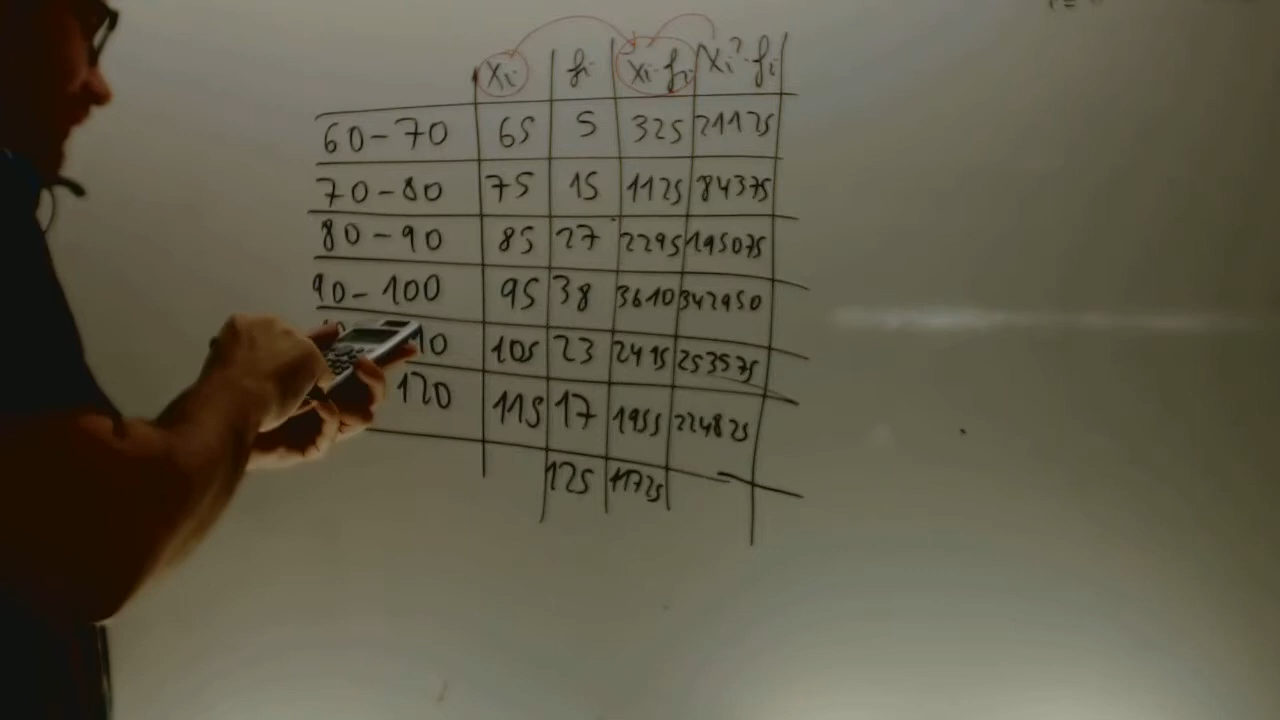 xi fi xi·fi xi²·fi
60-70 65 5 325 21125
70-80 75 15 1125 84375
80-90 85 27 2295 195075
90-100 95 38 3610 342950
10 105 23 2415 253575
120 115 17 1955 224825
125 11725